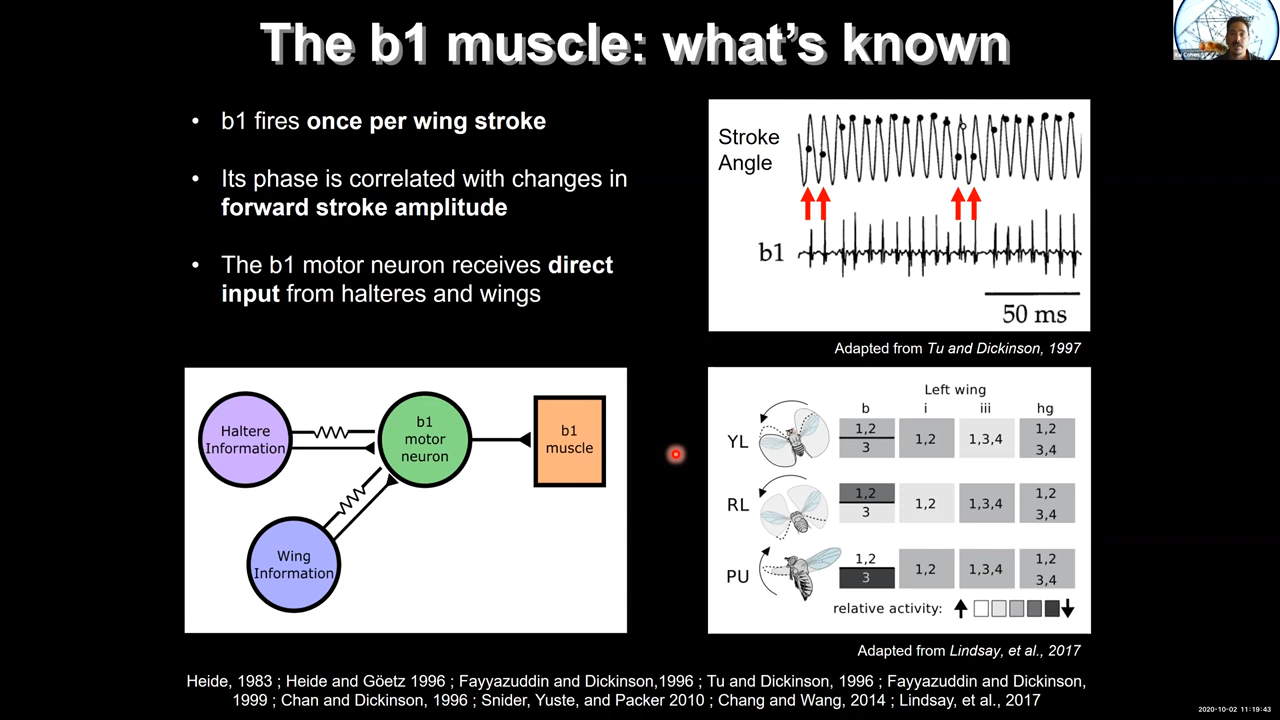 The b1 muscle: what's known
• b1 fires once per wing stroke
• Its phase is correlated with changes in
forward stroke amplitude
• The b1 motor neuron receives direct
input from halteres and wings
Stroke
Angle
b1
50 ms
Adapted from Tu and Dickinson, 1997
Haltere
Information
b1
motor
neuron
b1
muscle
Wing
Information
Left wing
b i iii hg
YL 1,2 3 1,2 1,3,4 1,2 3,4
RL 1,2 3 1,2 1,3,4 1,2 3,4
PU 1,2 3 1,2 1,3,4 1,2 3,4
relative activity:
Adapted from Lindsay, et al., 2017
Heide, 1983 ; Heide and Göetz 1996 ; Fayyazuddin and Dickinson,1996 ; Tu and Dickinson, 1996 ; Fayyazuddin and Dickinson,
1999 ; Chan and Dickinson, 1996 ; Snider, Yuste, and Packer 2010 ; Chang and Wang, 2014 ; Lindsay, et al., 2017
2020-10-02 11:19:43